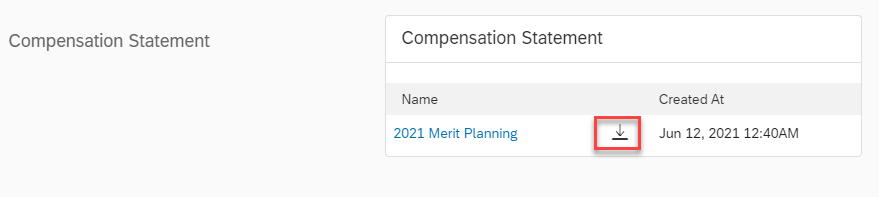 Compensation Statement
Compensation Statement
Name Created At
2021 Merit Planning Jun 12, 2021 12:40AM